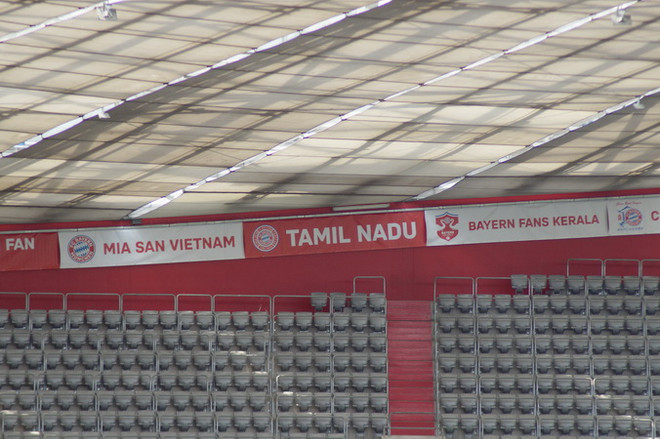 FAN
MIA SAN VIETNAM
TAMIL NADU
BAYERN FANS KERALA
C